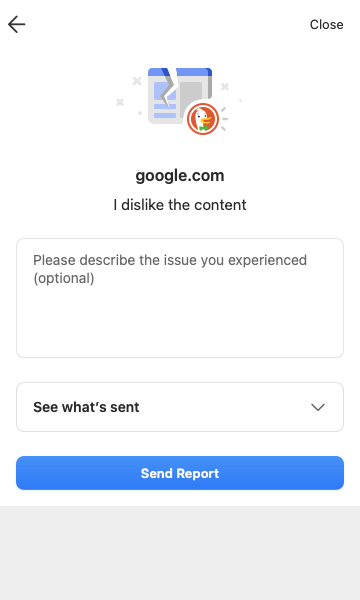 Close
google.com
I dislike the content
Please describe the issue you experienced
(optional)
See what's sent
Send Report